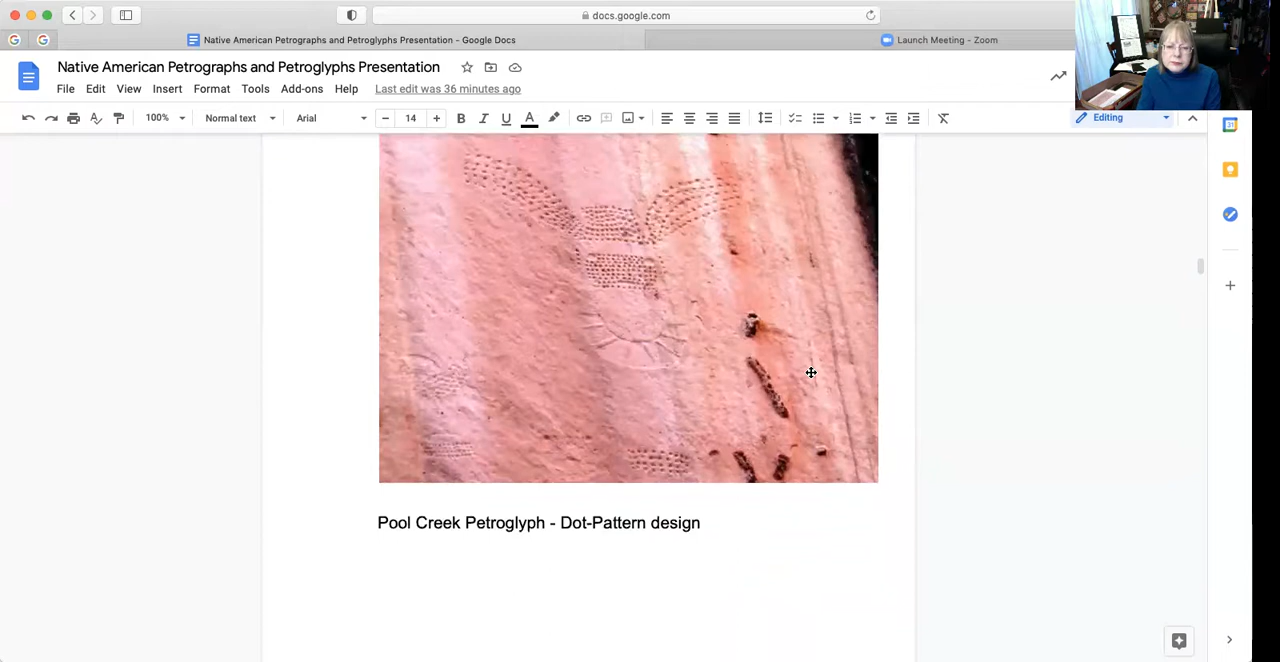 docs.google.com
Native American Petrographs and Petroglyphs Presentation - Google Docs
Launch Meeting - Zoom
Native American Petrographs and Petroglyphs Presentation
File Edit View Insert Format Tools Add-ons Help Last edit was 36 minutes ago
100% Normal text Arial 14 B I U A Editing
31
Pool Creek Petroglyph - Dot-Pattern design